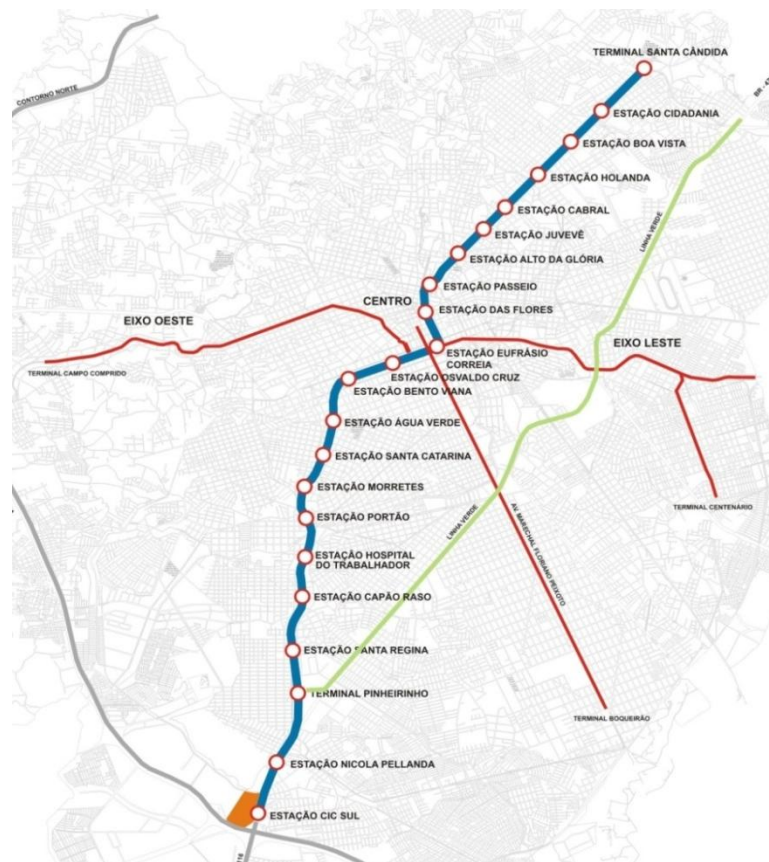 TERMINAL SANTA CÂNDIDA
CONTORNO NORTE
ESTAÇÃO CIDADANIA
ESTAÇÃO BOA VISTA
ESTAÇÃO HOLANDA
ESTAÇÃO CABRAL
ESTAÇÃO JUVEVÊ
LINHA VERDE
ESTAÇÃO ALTO DA GLÓRIA
ESTAÇÃO PASSEIO
CENTRO
ESTAÇÃO DAS FLORES
EIXO OESTE
EIXO LESTE
ESTAÇÃO EUFRÁSIO
CORREIA
TERMINAL CAMPO COMPRIDO
ESTAÇÃO OSVALDO CRUZ
ESTAÇÃO BENTO VIANA
ESTAÇÃO ÁGUA VERDE
ESTAÇÃO SANTA CATARINA
ESTAÇÃO MORRETES
TERMINAL CENTENÁRIO
ESTAÇÃO PORTÃO
LINHA VERDE
AV. MARECHAL FLORIANO PEIXOTO
ESTAÇÃO HOSPITAL
DO TRABALHADOR
ESTAÇÃO CAPÃO RASO
ESTAÇÃO SANTA REGINA
TERMINAL PINHEIRINHO
TERMINAL BOQUEIRÃO
ESTAÇÃO NICOLA PELLANDA
ESTAÇÃO CIC SUL